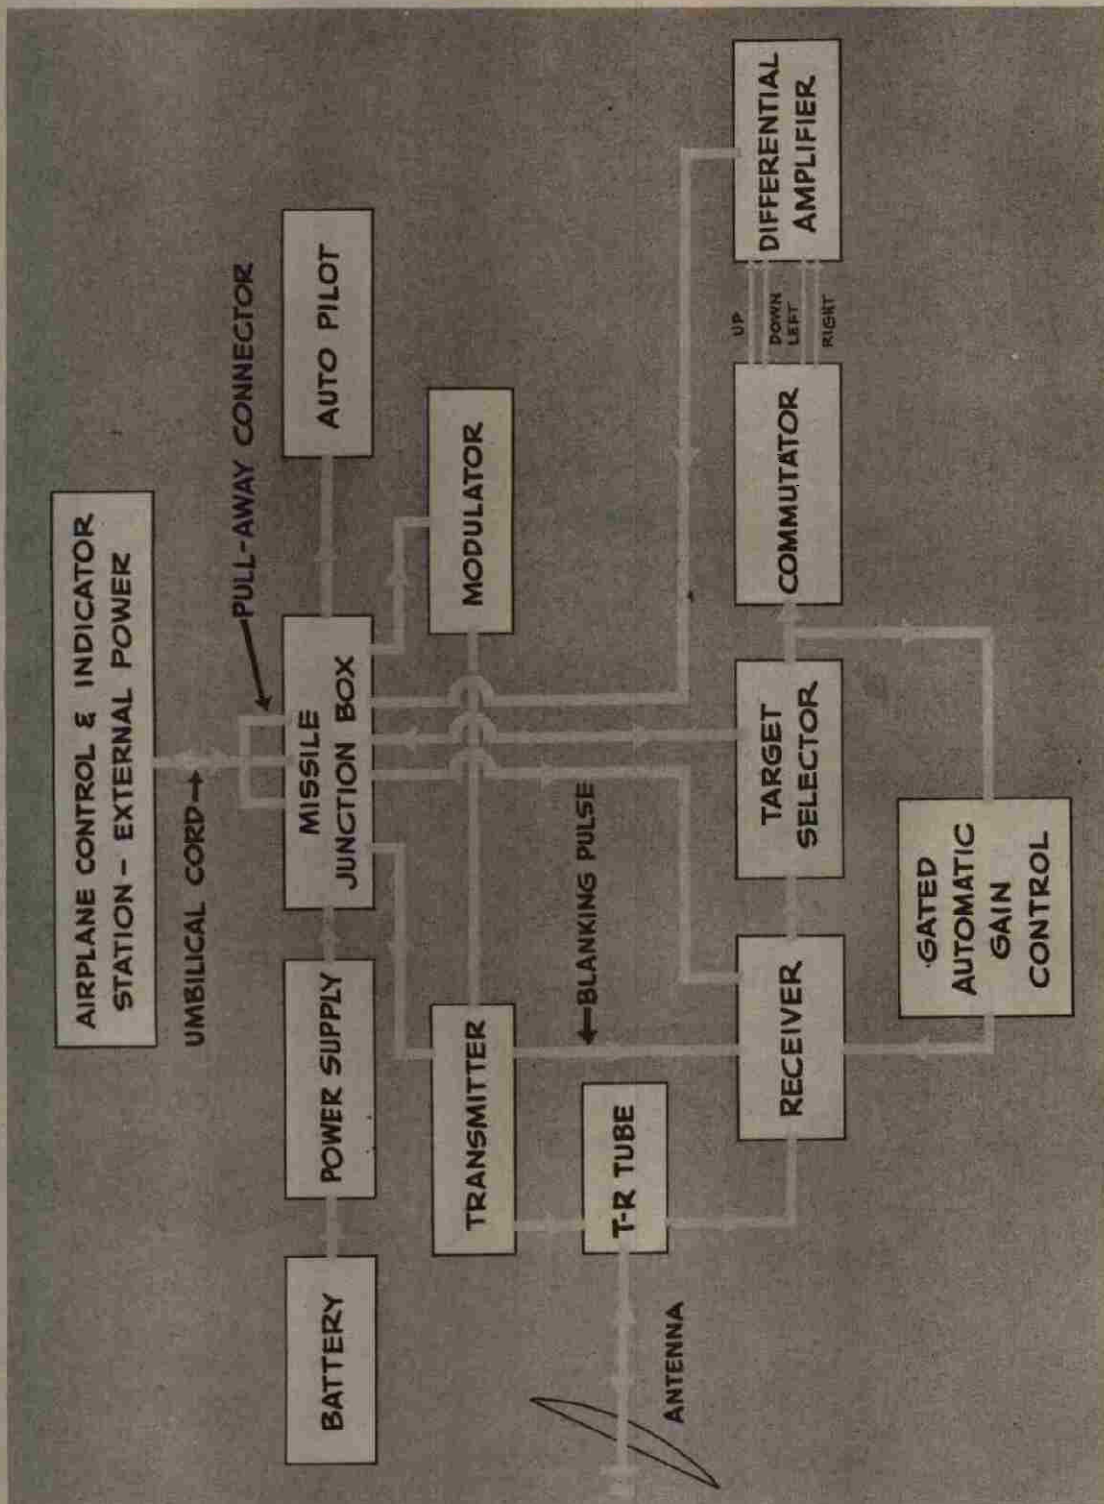 AIRPLANE CONTROL & INDICATOR
STATION - EXTERNAL POWER
UMBILICAL CORD
PULL-AWAY CONNECTOR
BATTERY
POWER SUPPLY
MISSILE
JUNCTION BOX
AUTO PILOT
TRANSMITTER
MODULATOR
BLANKING PULSE
T-R TUBE
ANTENNA
RECEIVER
TARGET
SELECTOR
COMMUTATOR
UP
DOWN
LEFT
RIGHT
DIFFERENTIAL
AMPLIFIER
GATED
AUTOMATIC
GAIN
CONTROL